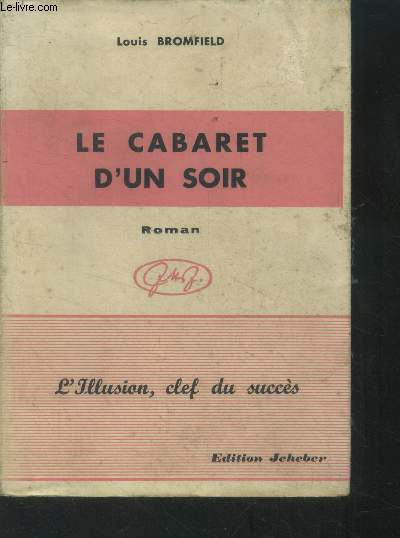 Le-livre.com
Louis BROMFIELD
LE CABARET
D'UN SOIR
Roman
L'Illusion, clef du succès
Edition Jeheber